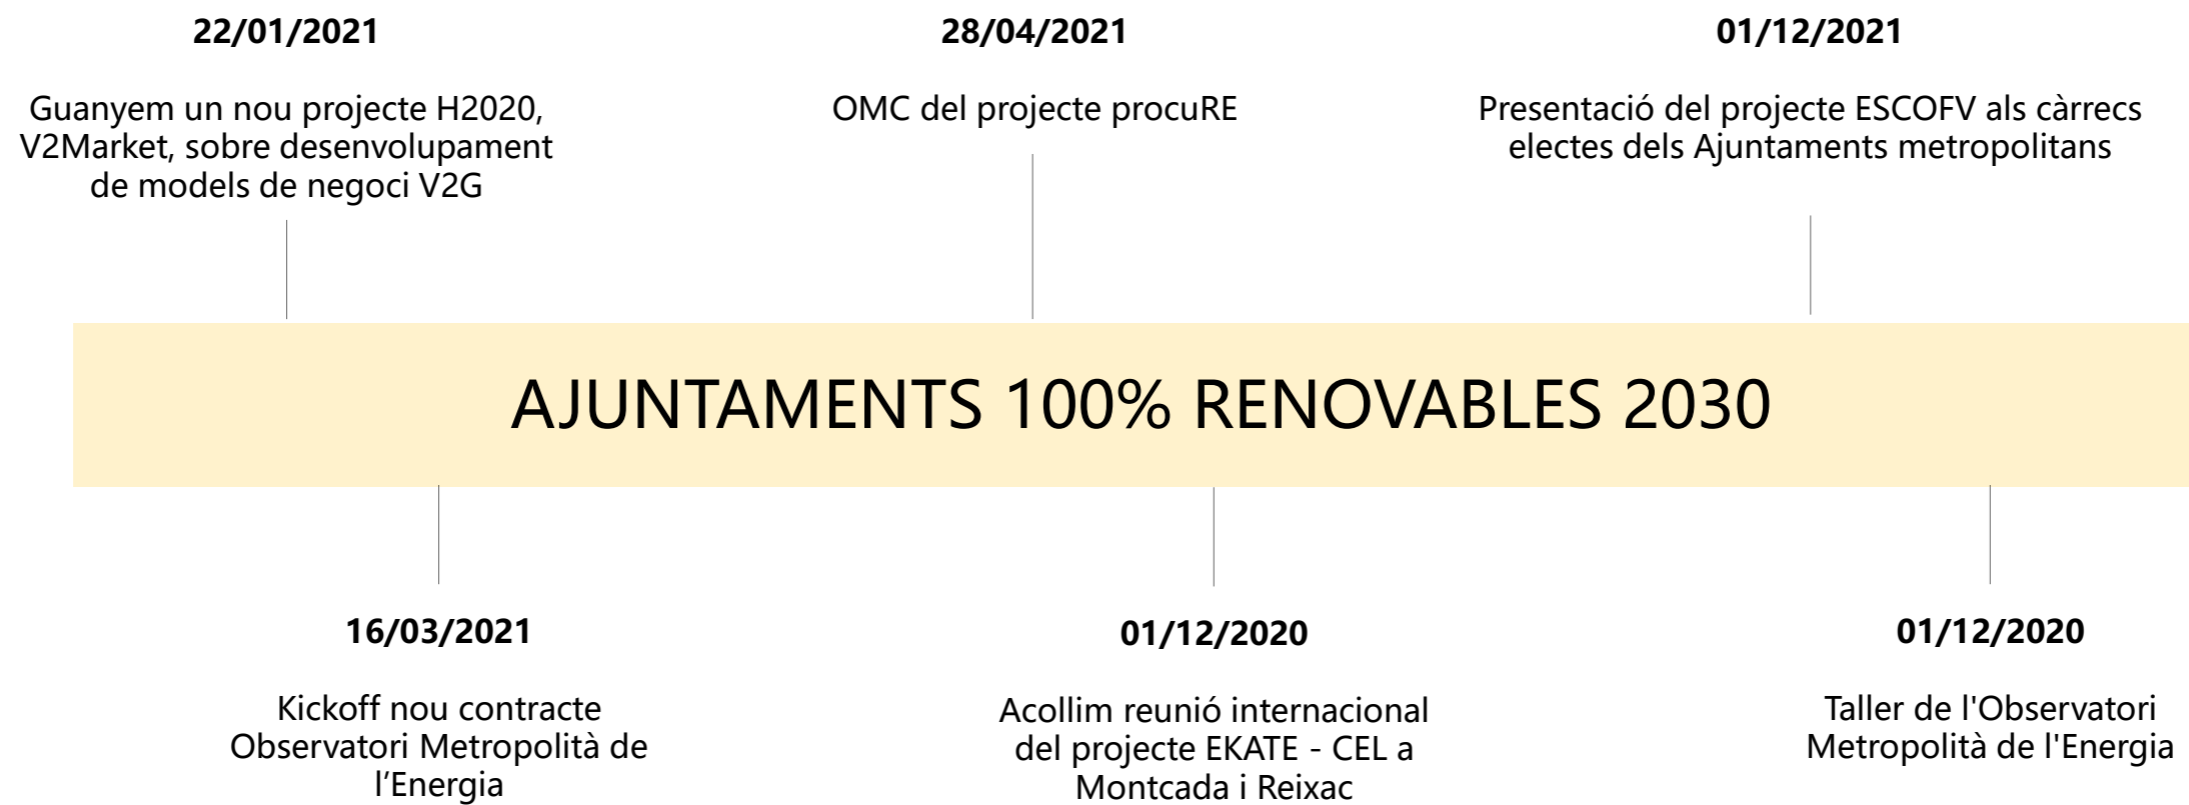 22/01/2021
Guanyem un nou projecte H2020,
V2Market, sobre desenvolupament
de models de negoci V2G
28/04/2021
OMC del projecte procuRE
01/12/2021
Presentació del projecte ESCOFV als càrrecs
electes dels Ajuntaments metropolitans
AJUNTAMENTS 100% RENOVABLES 2030
16/03/2021
Kickoff nou contracte
Observatori Metropolità de
l’Energia
01/12/2020
Acollim reunió internacional
del projecte EKATE - CEL a
Montcada i Reixac
01/12/2020
Taller de l'Observatori
Metropolità de l'Energia